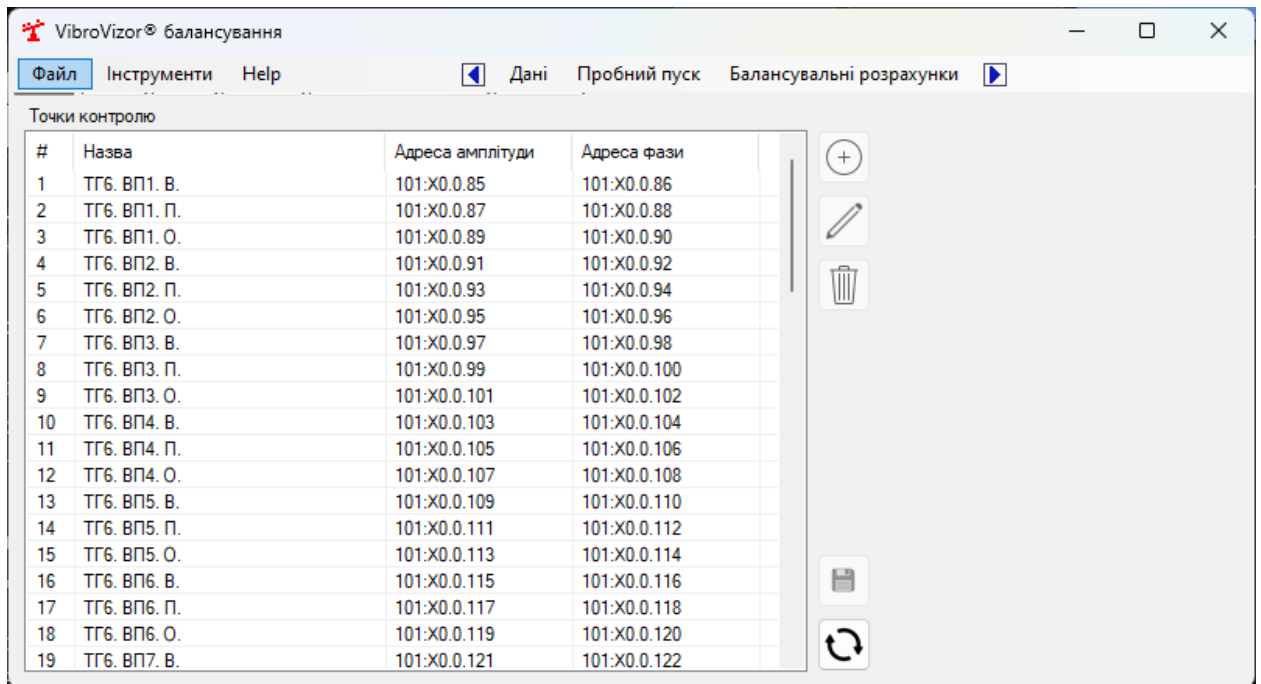 VibroVizor® балансування
Файл Інструменти Help Дані Пробний пуск Балансувальні розрахунки
Точки контролю
# Назва Адреса амплітуди Адреса фази
1 ТГ6. ВП1. В. 101:X0.0.85 101:X0.0.86
2 ТГ6. ВП1. П. 101:X0.0.87 101:X0.0.88
3 ТГ6. ВП1. О. 101:X0.0.89 101:X0.0.90
4 ТГ6. ВП2. В. 101:X0.0.91 101:X0.0.92
5 ТГ6. ВП2. П. 101:X0.0.93 101:X0.0.94
6 ТГ6. ВП2. О. 101:X0.0.95 101:X0.0.96
7 ТГ6. ВП3. В. 101:X0.0.97 101:X0.0.98
8 ТГ6. ВП3. П. 101:X0.0.99 101:X0.0.100
9 ТГ6. ВП3. О. 101:X0.0.101 101:X0.0.102
10 ТГ6. ВП4. В. 101:X0.0.103 101:X0.0.104
11 ТГ6. ВП4. П. 101:X0.0.105 101:X0.0.106
12 ТГ6. ВП4. О. 101:X0.0.107 101:X0.0.108
13 ТГ6. ВП5. В. 101:X0.0.109 101:X0.0.110
14 ТГ6. ВП5. П. 101:X0.0.111 101:X0.0.112
15 ТГ6. ВП5. О. 101:X0.0.113 101:X0.0.114
16 ТГ6. ВП6. В. 101:X0.0.115 101:X0.0.116
17 ТГ6. ВП6. П. 101:X0.0.117 101:X0.0.118
18 ТГ6. ВП6. О. 101:X0.0.119 101:X0.0.120
19 ТГ6. ВП7. В. 101:X0.0.121 101:X0.0.122